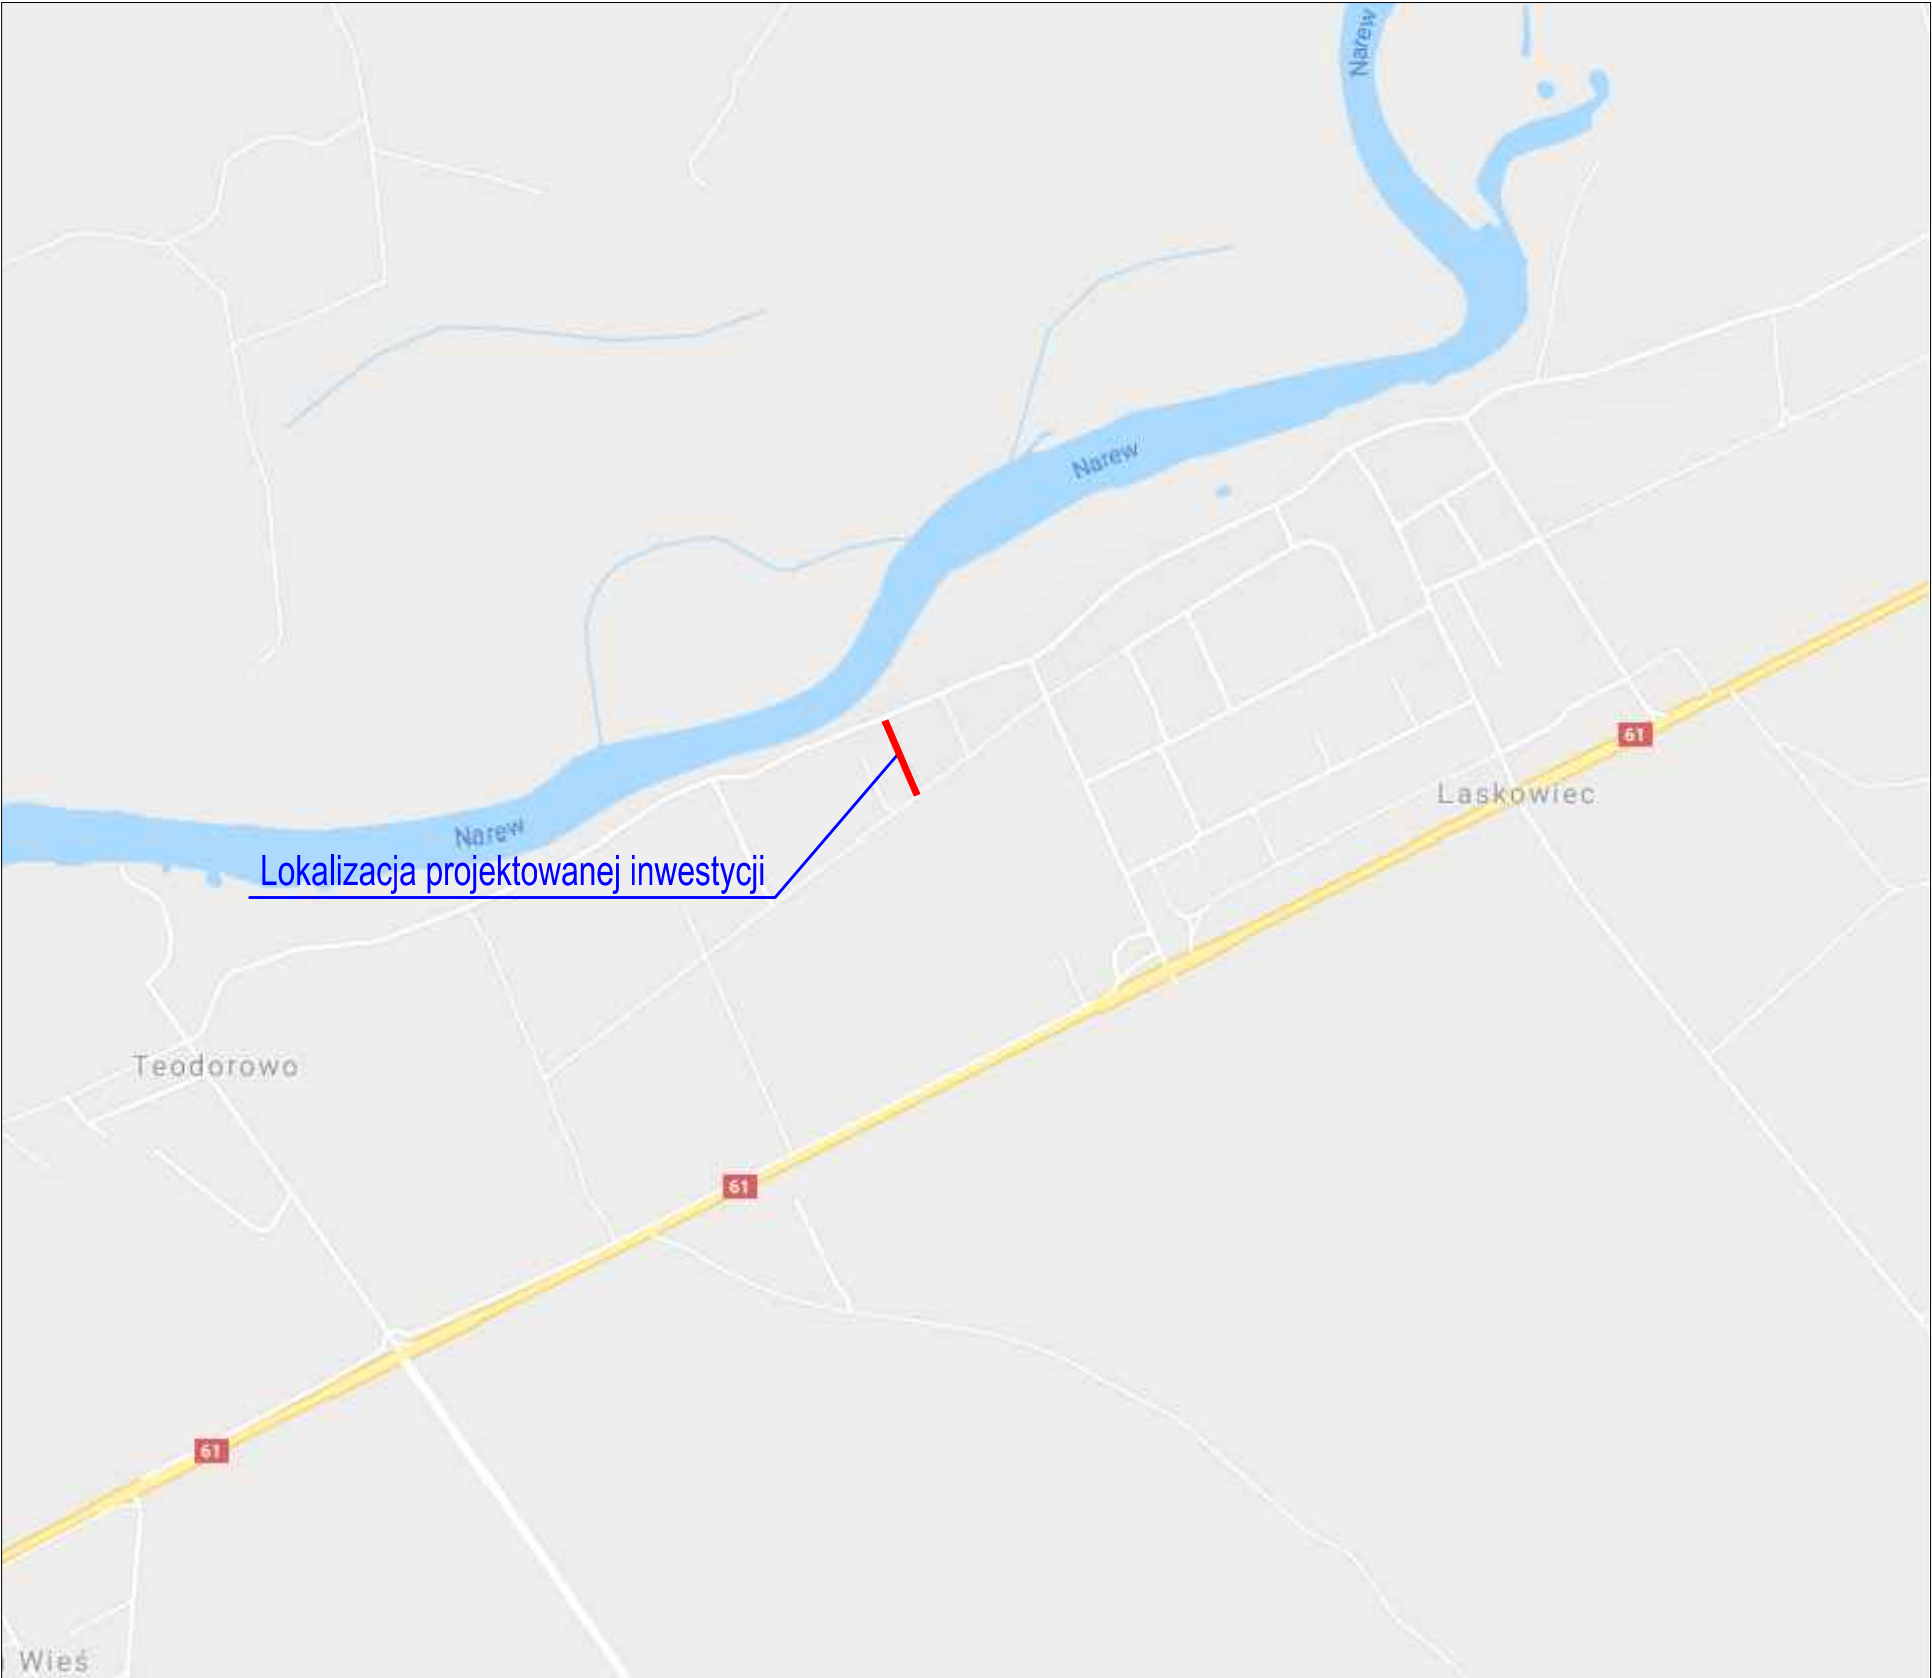 Narew
Narew
61
Laskowiec
Narew
Lokalizacja projektowanej inwestycji
Teodorowo
61
61
Wieś